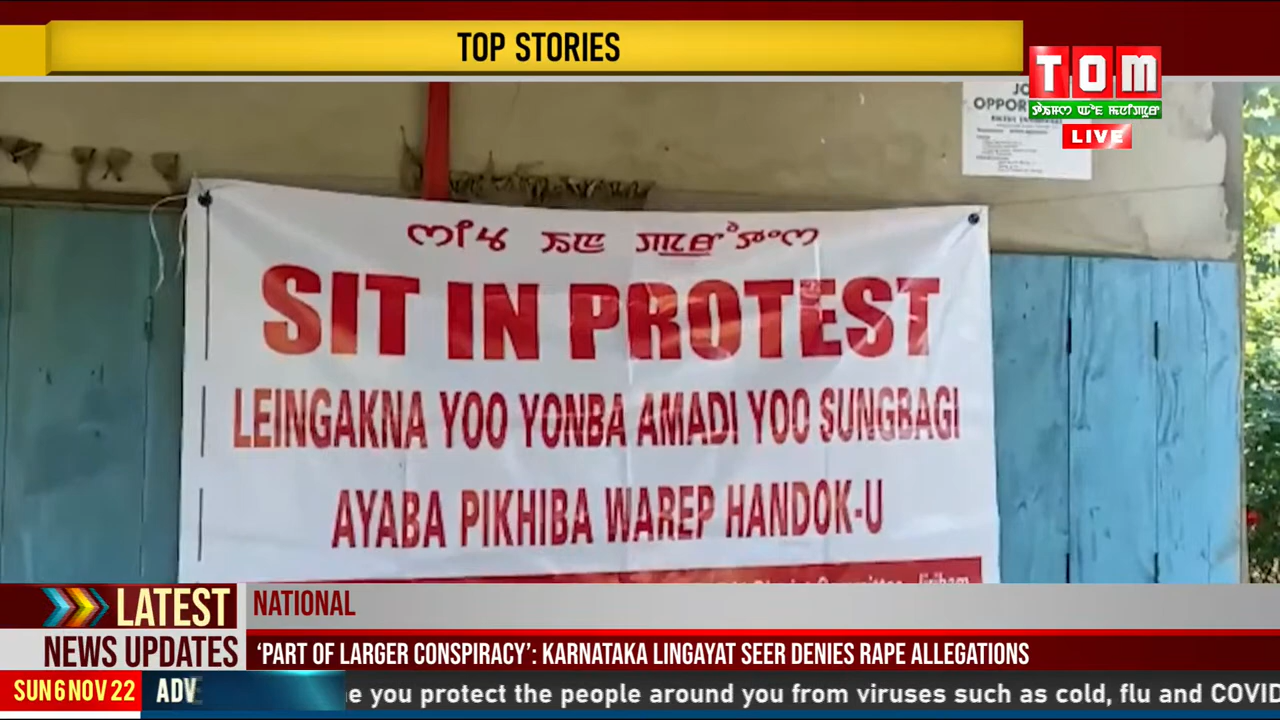 TOP STORIES
TOM
LIVE
SIT IN PROTEST
LEINGAKNA YOO YONBA AMADI YOO SUNGBAGI
AYABA PIKHIBA WAREP HANDOK-U
LATEST
NEWS UPDATES
NATIONAL
‘PART OF LARGER CONSPIRACY’: KARNATAKA LINGAYAT SEER DENIES RAPE ALLEGATIONS
SUN 6 NOV 22
ADV
e you protect the people around you from viruses such as cold, flu and COVID